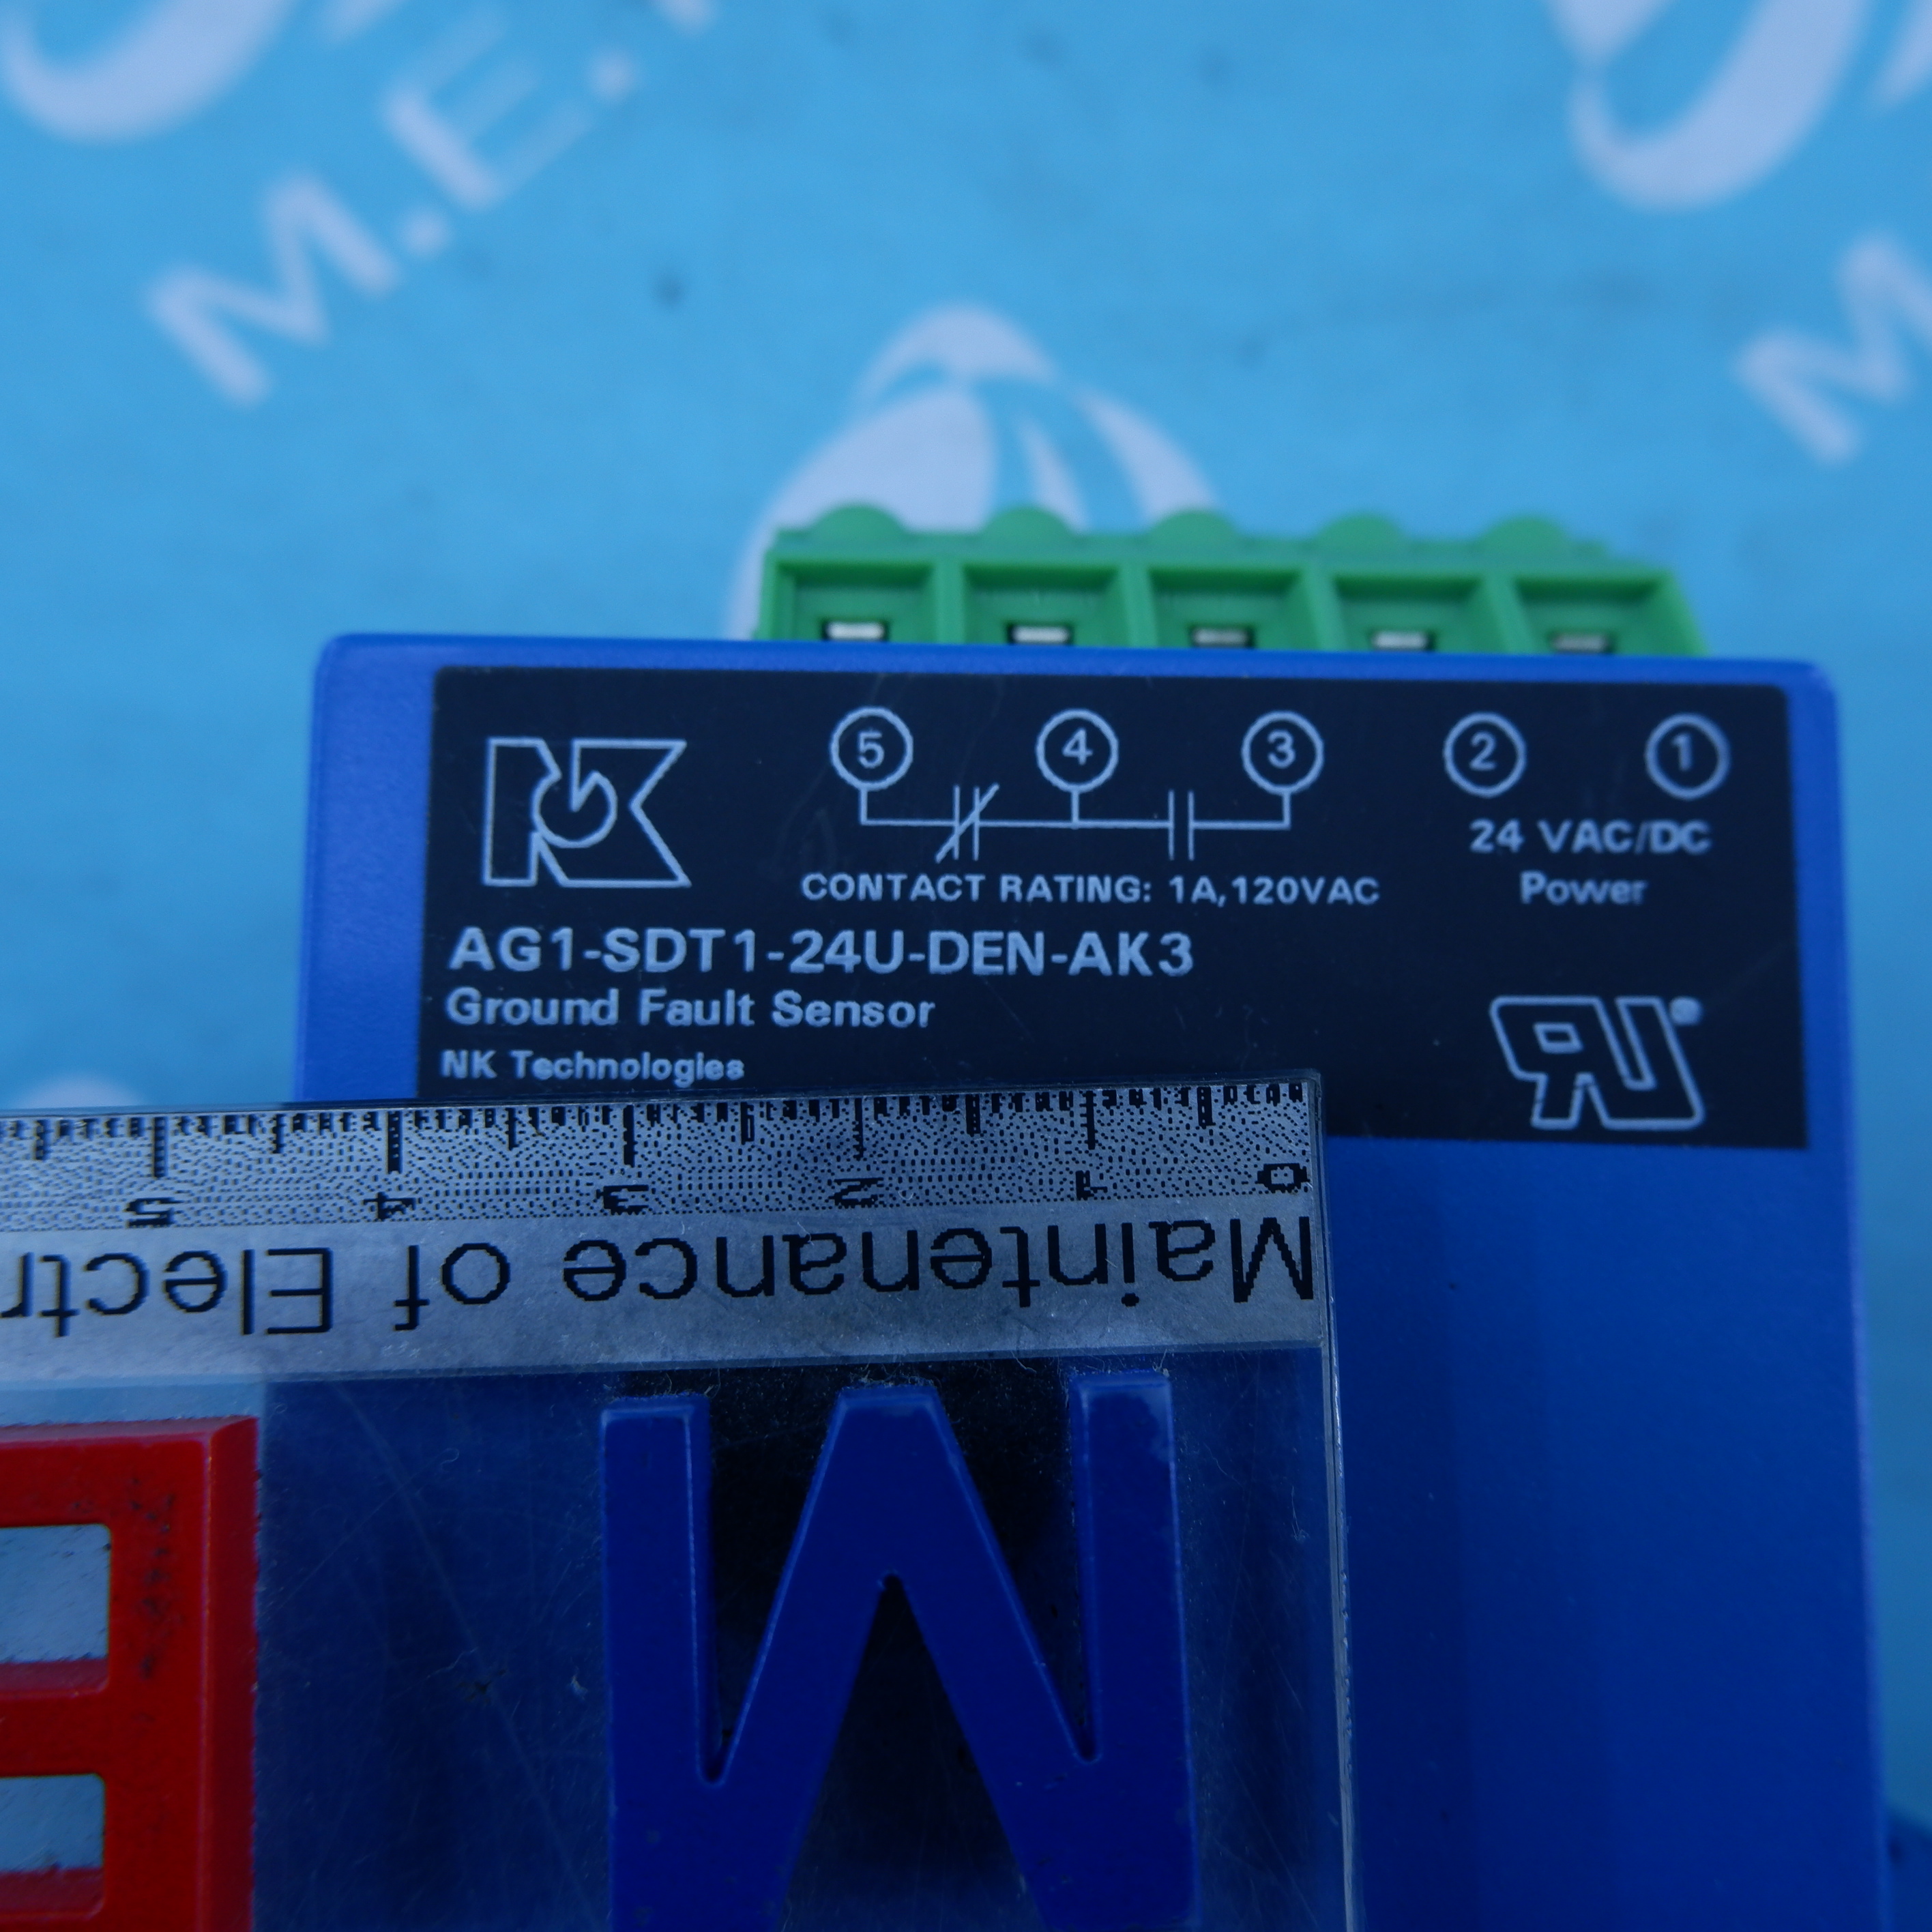 M.E.
M
M
5 4 3 2 1
24 VAC/DC
CONTACT RATING: 1A,120VAC
Power
AG1-SDT1-24U-DEN-AK3
Ground Fault Sensor
NK Technologies
0 1 2 3 4 5
Maintenance of Electr
M